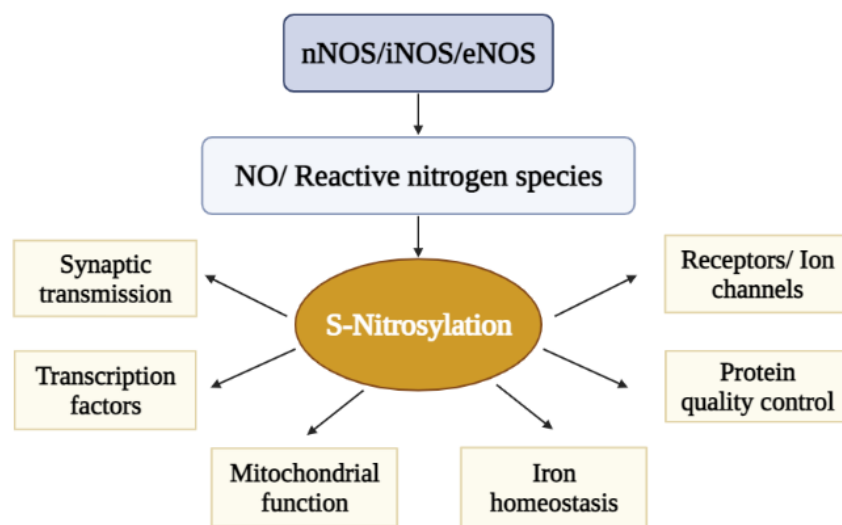 nNOS/iNOS/eNOS
NO/ Reactive nitrogen species
S-Nitrosylation
Synaptic
transmission
Transcription
factors
Mitochondrial
function
Iron
homeostasis
Protein
quality control
Receptors/ Ion
channels